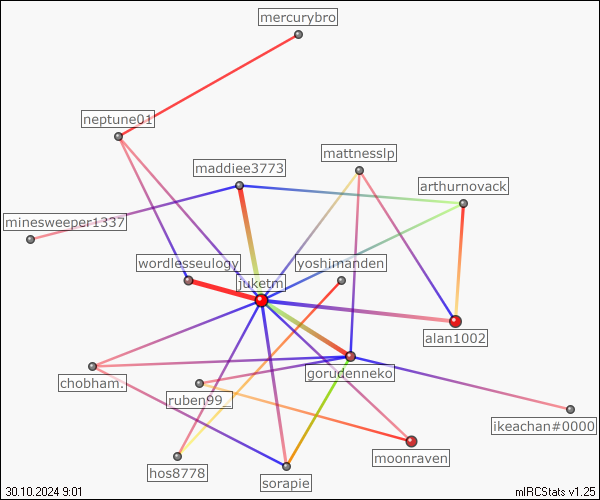 mercurybro
neptune01
mattnesslp
maddiee3773
arthurnovack
minesweeper1337
wordlesseulogy
yoshimanden
juketm
alan1002
gorudenneko
chobham.
ruben99_
ikeachan#0000
moonraven
hos8778
sorapie
30.10.2024 9:01
mIRCStats v1.25